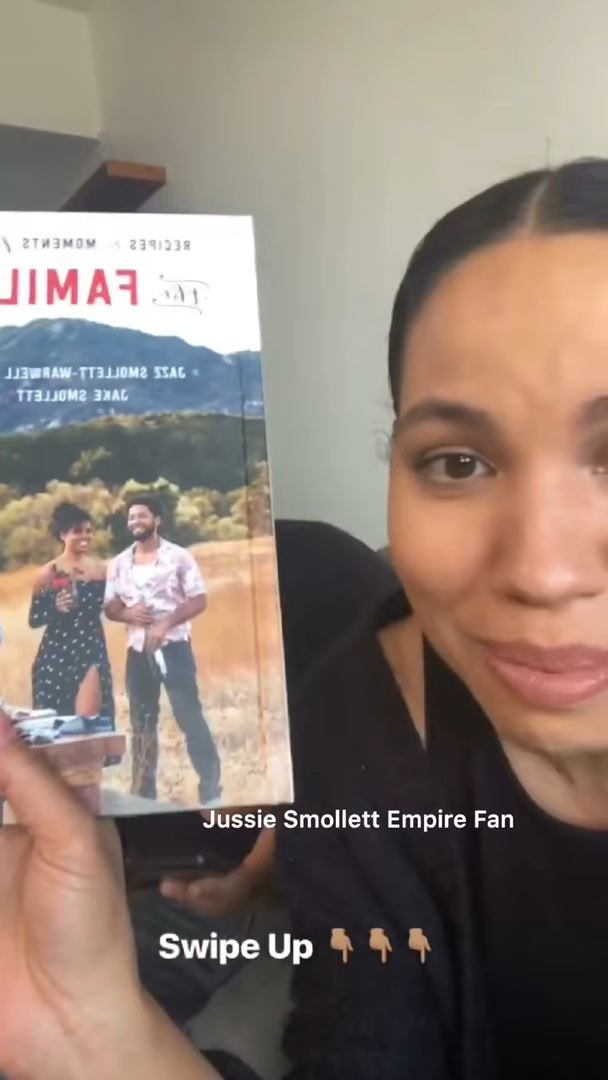 RECIPES & MOMENTS
the FAMIL
JAZZ SMOLLETT-WARWELL
JAKE SMOLLETT
Jussie Smollett Empire Fan
Swipe Up 👇🏽👇🏽👇🏽